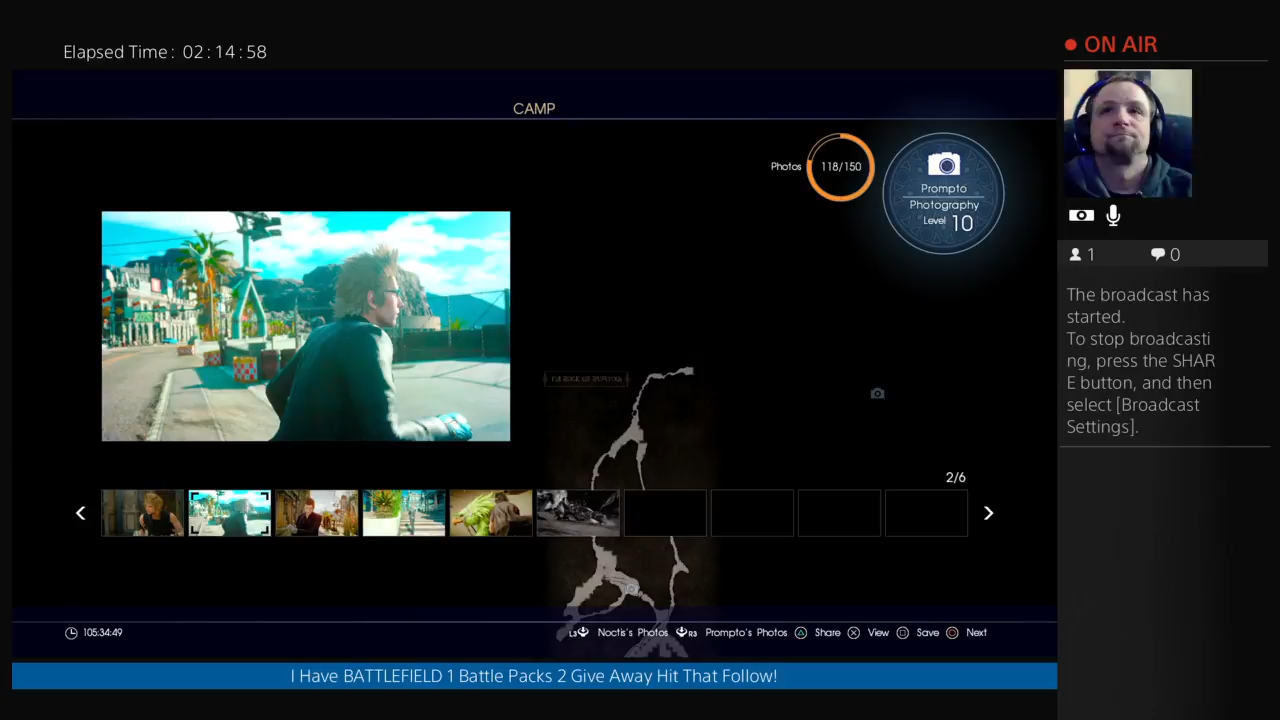 Elapsed Time: 02:14:58
ON AIR
CAMP
Photos 118/150
Prompto
Photography
Level 10
1 0
The broadcast has
started.
To stop broadcasti
ng, press the SHAR
E button, and then
select [Broadcast
Settings].
2/6
105:34:49
L3 Noctis's Photos R3 Prompto's Photos Share View Save Next
I Have BATTLEFIELD 1 Battle Packs 2 Give Away Hit That Follow!